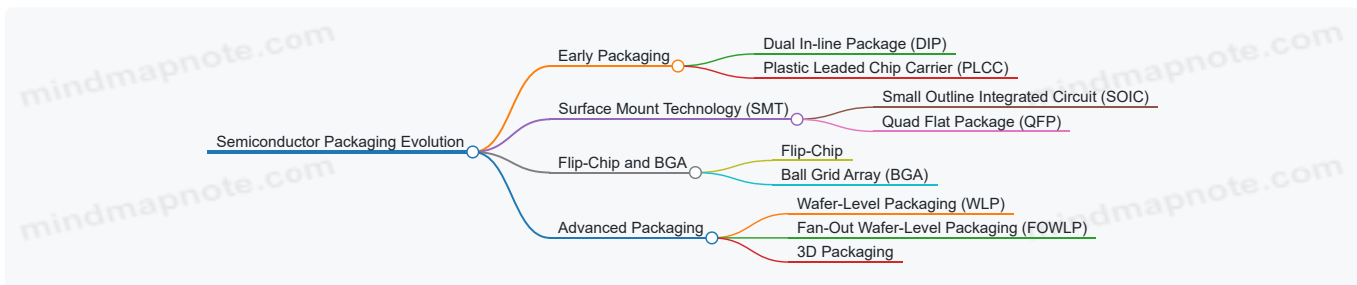 mindmapnote.com
mindmapnote.com
Semiconductor Packaging Evolution
Early Packaging
Dual In-line Package (DIP)
Plastic Leaded Chip Carrier (PLCC)
Surface Mount Technology (SMT)
Small Outline Integrated Circuit (SOIC)
Quad Flat Package (QFP)
Flip-Chip and BGA
Flip-Chip
Ball Grid Array (BGA)
Advanced Packaging
Wafer-Level Packaging (WLP)
Fan-Out Wafer-Level Packaging (FOWLP)
3D Packaging
mindmapnote.com
mindmapnote.com